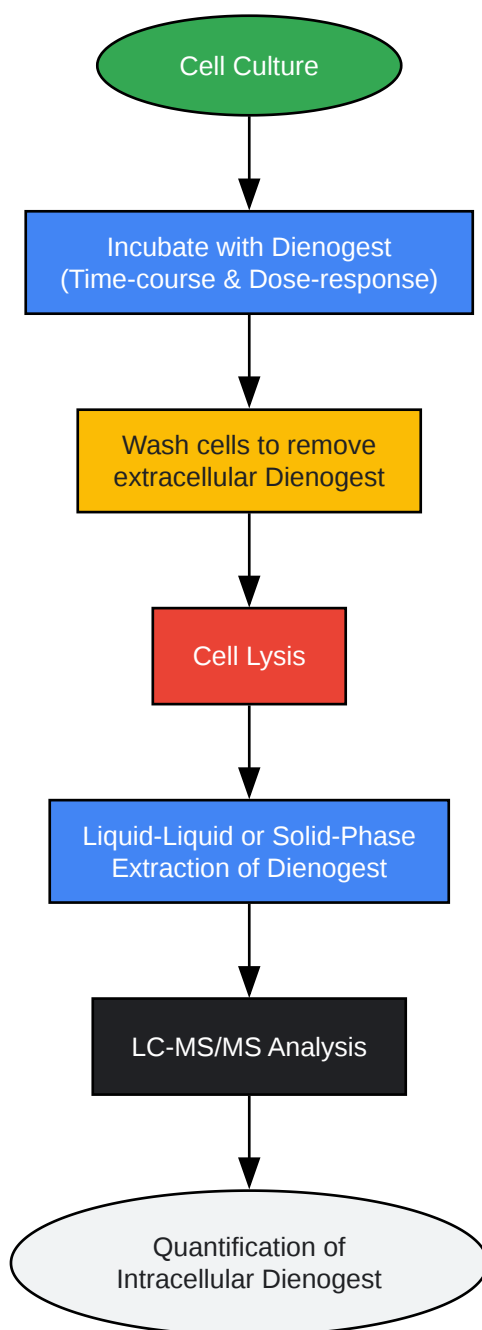 Cell Culture
Incubate with Dienogest
(Time-course & Dose-response)
Wash cells to remove
extracellular Dienogest
Cell Lysis
Liquid-Liquid or Solid-Phase
Extraction of Dienogest
LC-MS/MS Analysis
Quantification of
Intracellular Dienogest